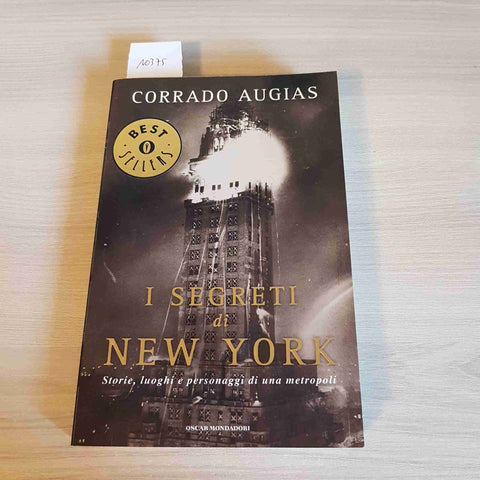 10375
CORRADO AUGIAS
BEST
SELLERS
I SEGRETI
di
NEW YORK
Storie, luoghi e personaggi di una metropoli
OSCAR MONDADORI